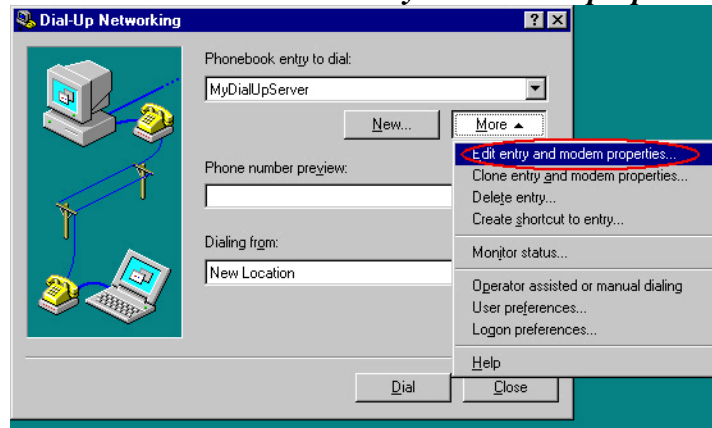 Dial-Up Networking
Phonebook entry to dial:
MyDialUpServer
New...
More
Edit entry and modem properties...
Clone entry and modem properties...
Delete entry...
Create shortcut to entry...
Monitor status...
Operator assisted or manual dialing
User preferences...
Logon preferences...
Help
Phone number preview:
Dialing from:
New Location
Dial
Close